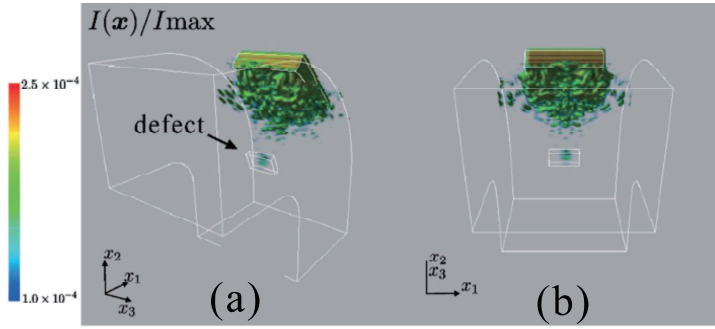 I(x)/Imax
2.5 × 10⁻⁴
1.0 × 10⁻⁴
defect
x₂
x₁
x₃
(a)
x₂
x₃
x₁
(b)